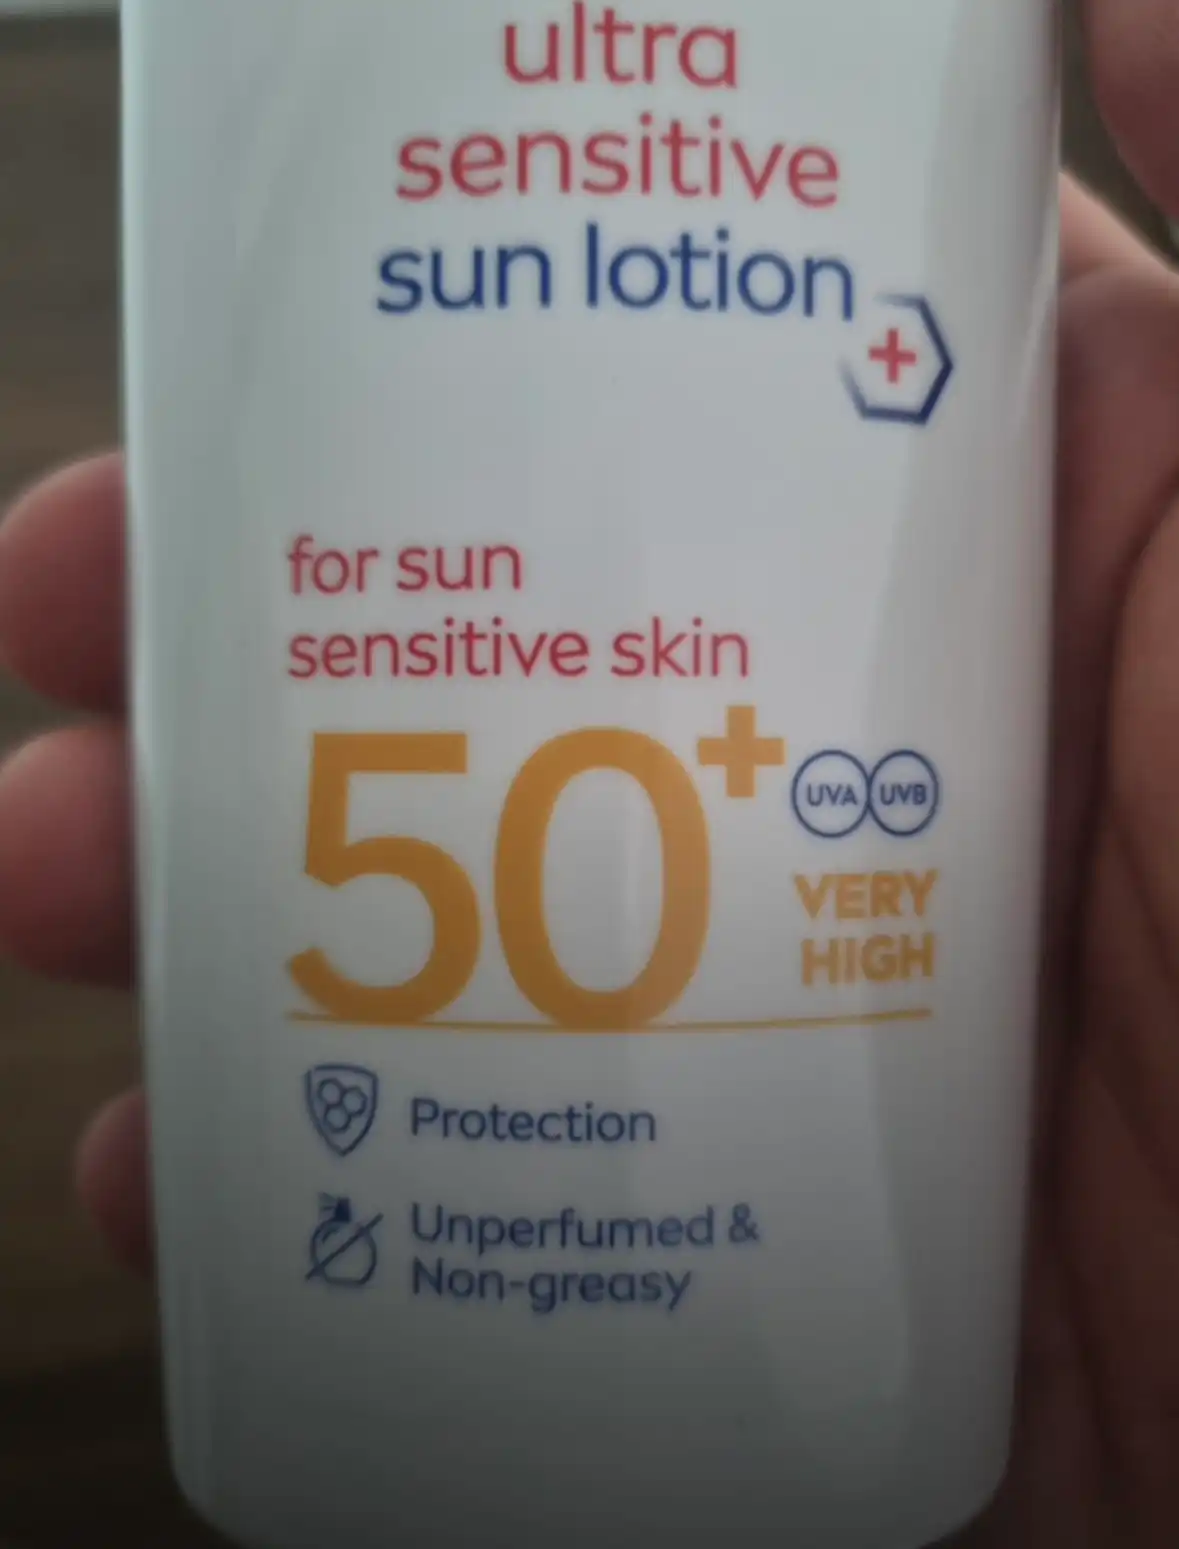 ultra
sensitive
sun lotion
+
for sun
sensitive skin
50+
UVA UVB
VERY
HIGH
Protection
Unperfumed &
Non-greasy